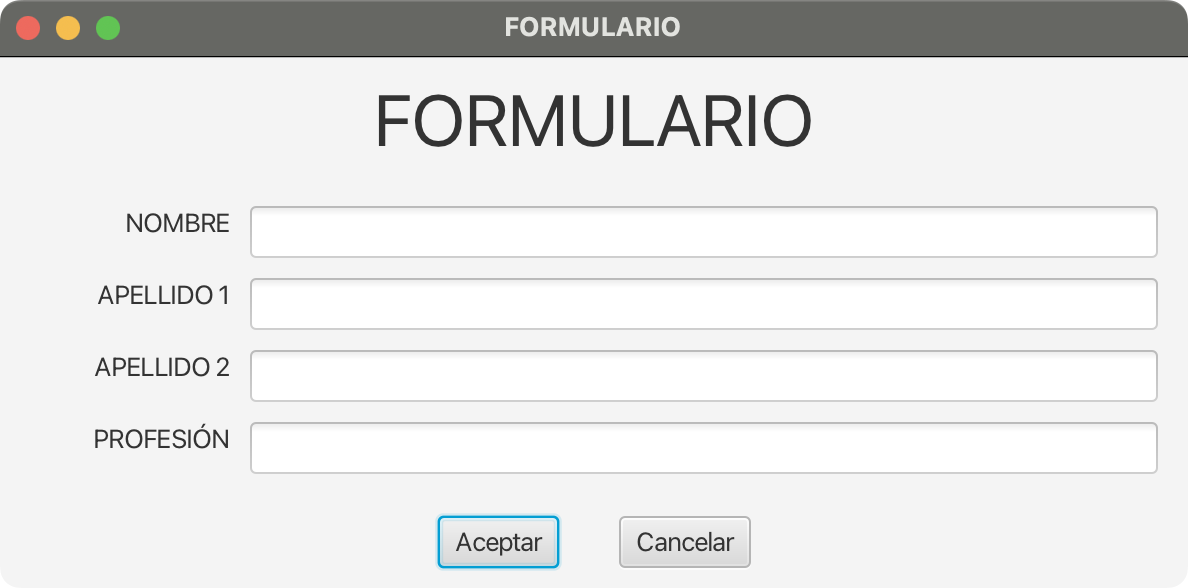 FORMULARIO
FORMULARIO
NOMBRE
APELLIDO 1
APELLIDO 2
PROFESIÓN
Aceptar Cancelar